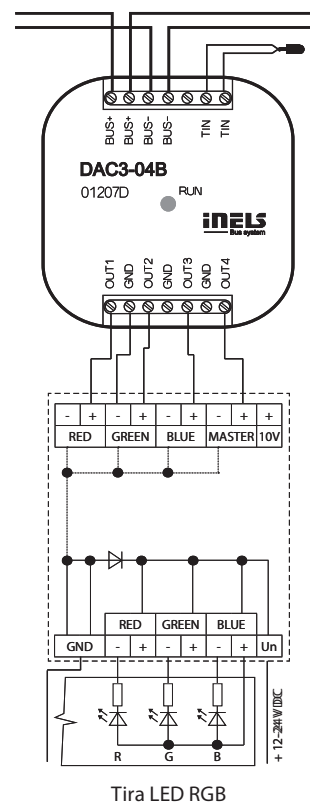 BUS+ BUS+ BUS- BUS- TIN TIN
DAC3-04B
01207D RUN
iNELS
Bus system
OUT1 GND OUT2 GND OUT3 GND OUT4
- + - + - + - + +
RED GREEN BLUE MASTER 10V
RED GREEN BLUE
GND - + - + - + Un
+ 12-24V DC
R G B
Tira LED RGB